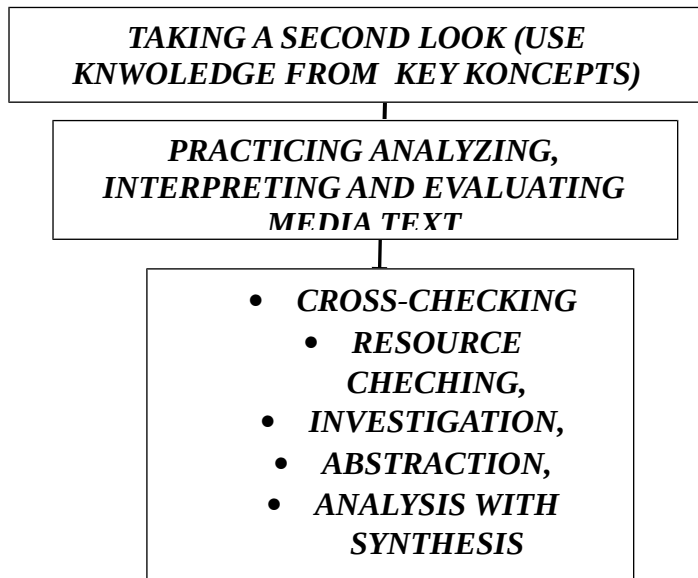 TAKING A SECOND LOOK (USE
KNWOLEDGE FROM KEY KONCEPTS)
PRACTICING ANALYZING,
INTERPRETING AND EVALUATING
MEDIA TEXT
• CROSS-CHECKING
• RESOURCE
CHECHING,
• INVESTIGATION,
• ABSTRACTION,
• ANALYSIS WITH
SYNTHESIS